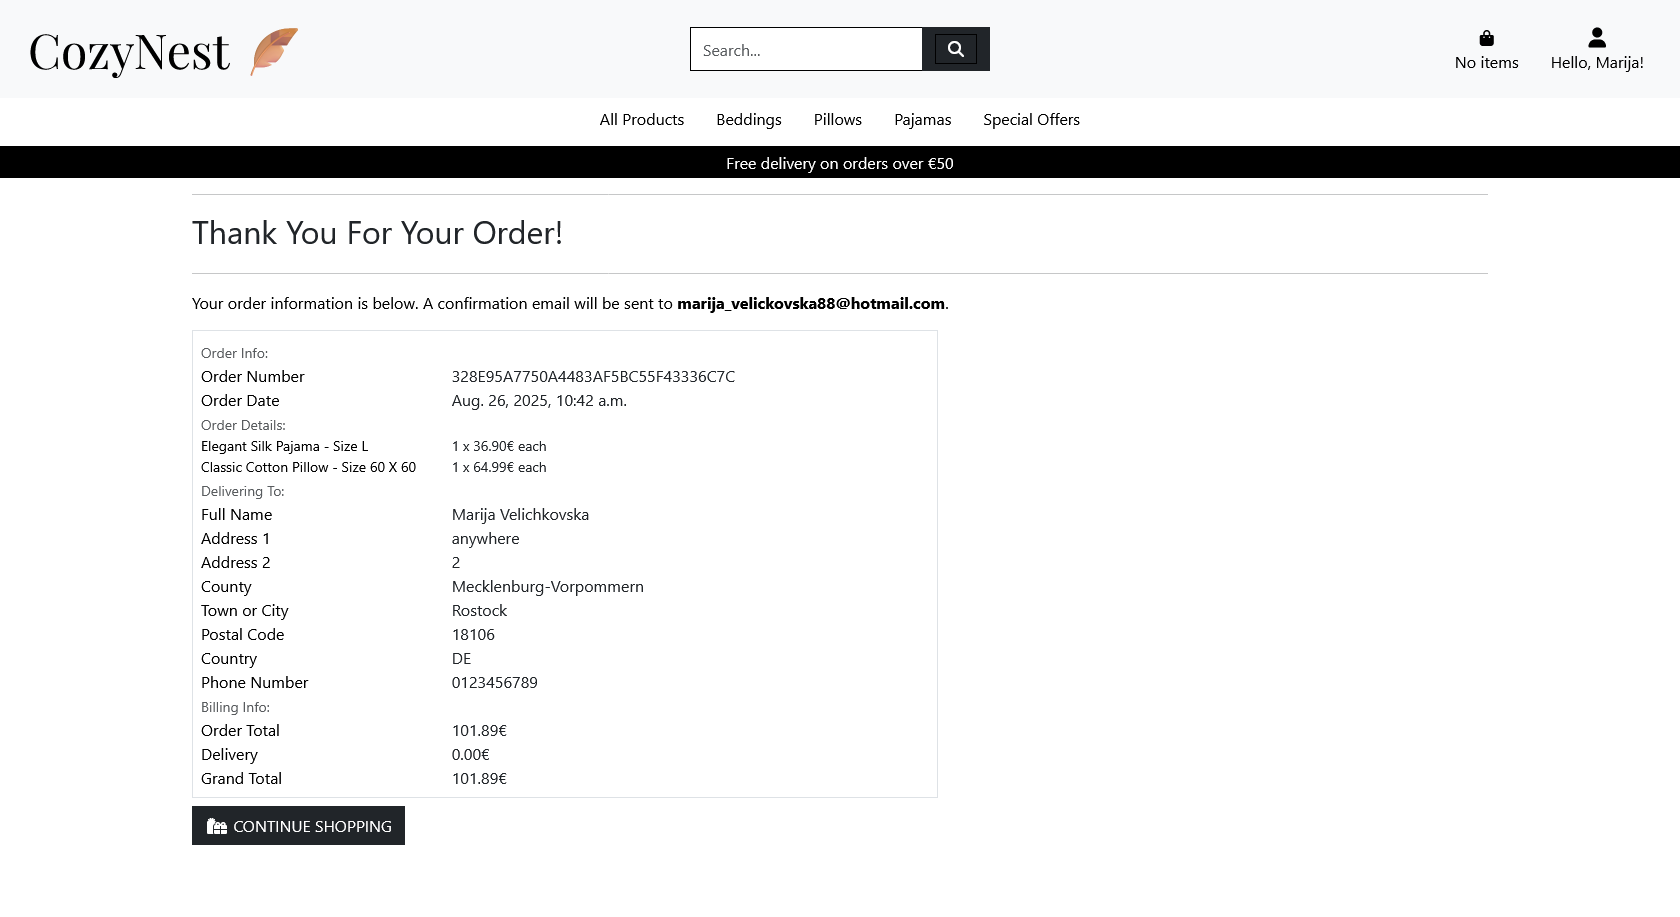 CozyNest
Search...
No items
Hello, Marija!
All Products Beddings Pillows Pajamas Special Offers
Free delivery on orders over €50
Thank You For Your Order!
Your order information is below. A confirmation email will be sent to marija_velickovska88@hotmail.com.
Order Info:
Order Number 328E95A7750A4483AF5BC55F43336C7C
Order Date Aug. 26, 2025, 10:42 a.m.
Order Details:
Elegant Silk Pajama - Size L 1 x 36.90€ each
Classic Cotton Pillow - Size 60 X 60 1 x 64.99€ each
Delivering To:
Full Name Marija Velichkovska
Address 1 anywhere
Address 2 2
County Mecklenburg-Vorpommern
Town or City Rostock
Postal Code 18106
Country DE
Phone Number 0123456789
Billing Info:
Order Total 101.89€
Delivery 0.00€
Grand Total 101.89€
CONTINUE SHOPPING